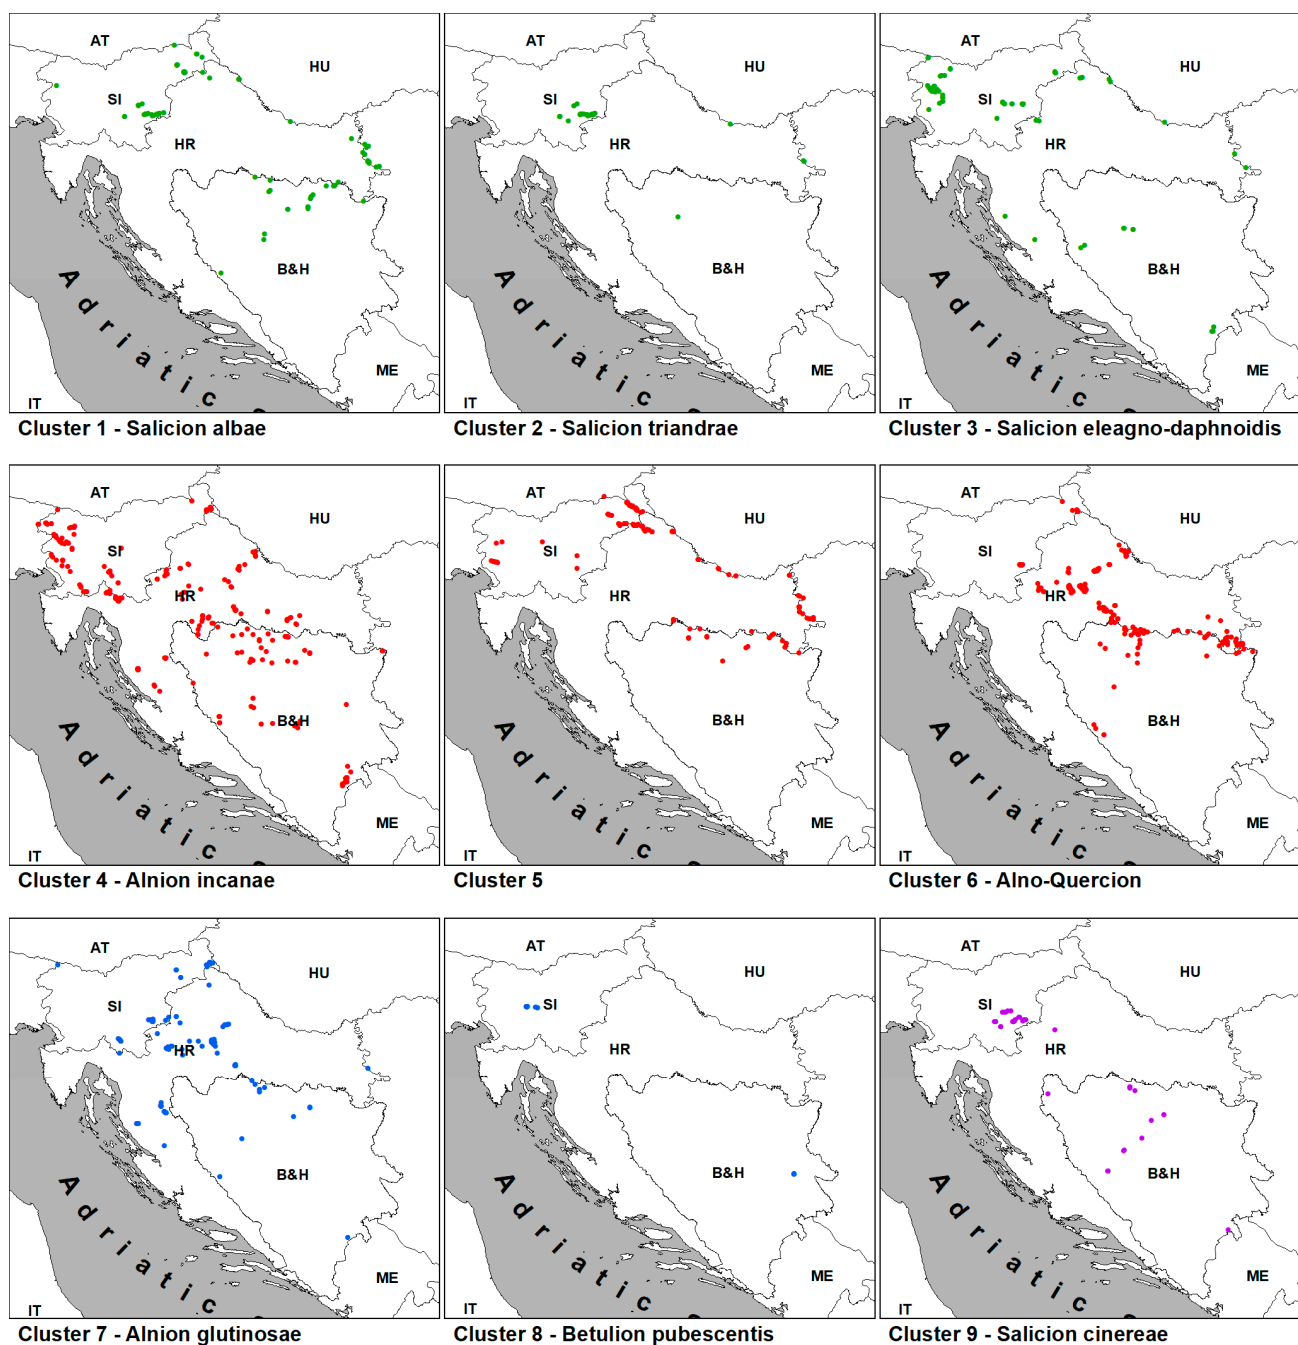 AT
HU
SI
HR
B&H
Adriatic
ME
IT
Cluster 1 - Salicion albae
AT
HU
SI
HR
B&H
Adriatic
ME
IT
Cluster 2 - Salicion triandrae
AT
HU
SI
HR
B&H
Adriatic
ME
IT
Cluster 3 - Salicion eleagno-daphnoidis
AT
HU
SI
HR
B&H
Adriatic
ME
IT
Cluster 4 - Alnion incanae
AT
HU
SI
HR
B&H
Adriatic
ME
IT
Cluster 5
AT
HU
SI
HR
B&H
Adriatic
ME
IT
Cluster 6 - Alno-Quercion
AT
HU
SI
HR
B&H
Adriatic
ME
IT
Cluster 7 - Alnion glutinosae
AT
HU
SI
HR
B&H
Adriatic
ME
IT
Cluster 8 - Betulion pubescentis
AT
HU
SI
HR
B&H
Adriatic
ME
IT
Cluster 9 - Salicion cinereae